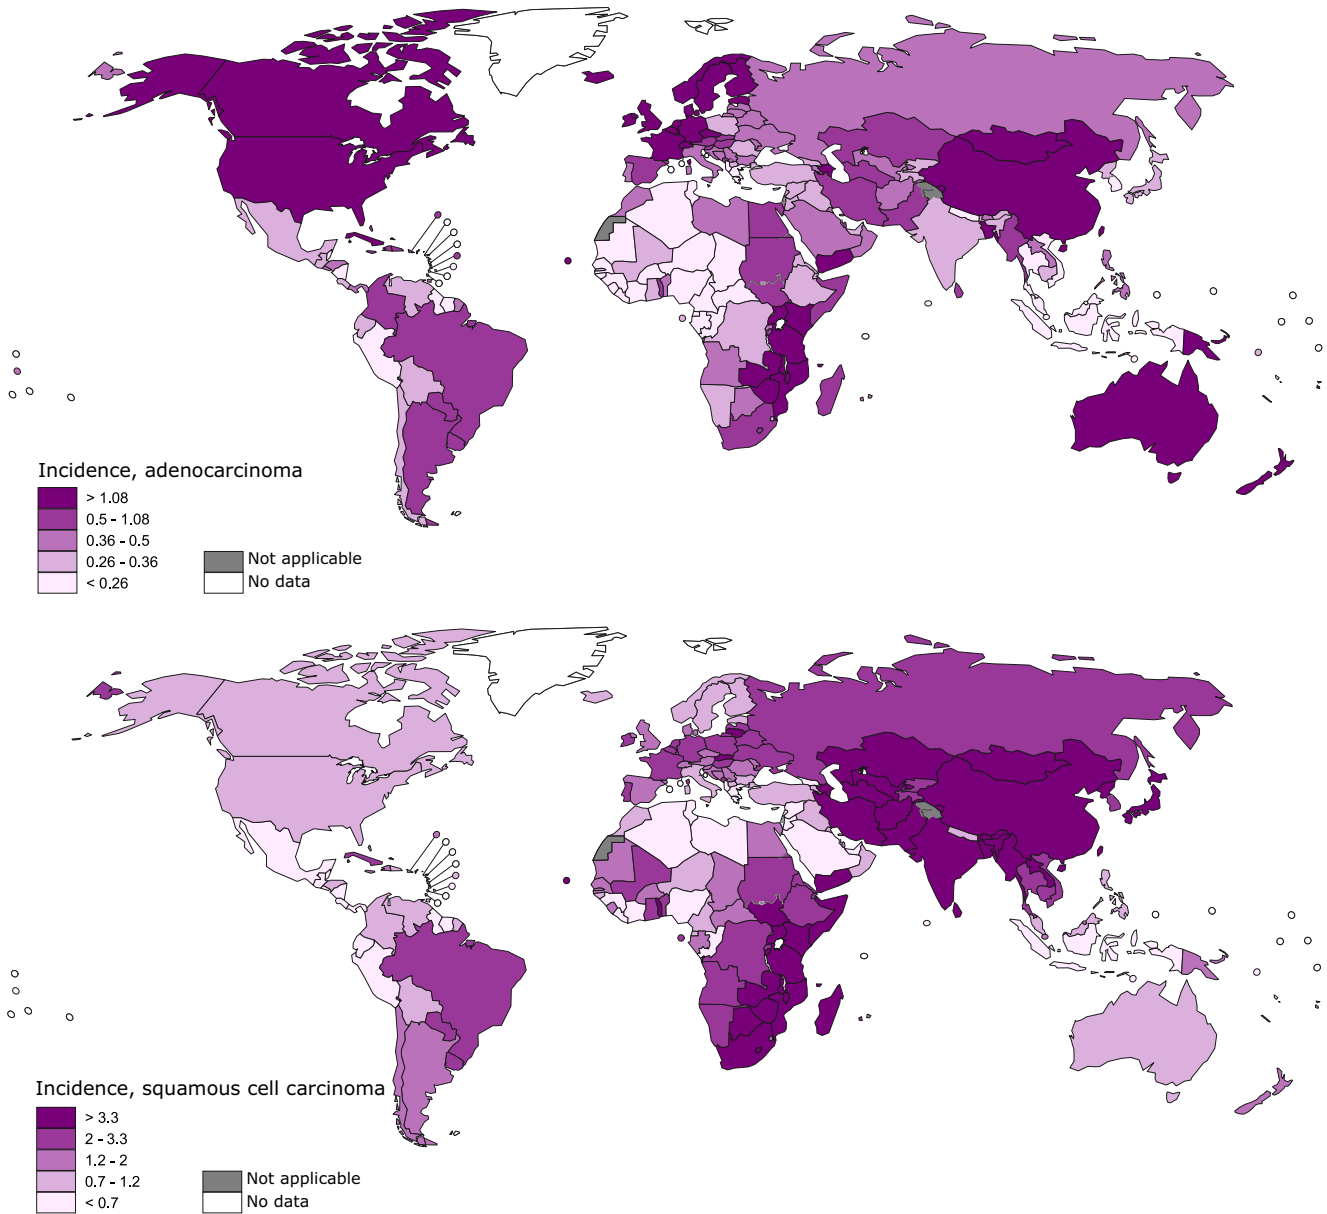 Incidence, adenocarcinoma
> 1.08
0.5 - 1.08
0.36 - 0.5
0.26 - 0.36
< 0.26
Not applicable
No data
Incidence, squamous cell carcinoma
> 3.3
2 - 3.3
1.2 - 2
0.7 - 1.2
< 0.7
Not applicable
No data